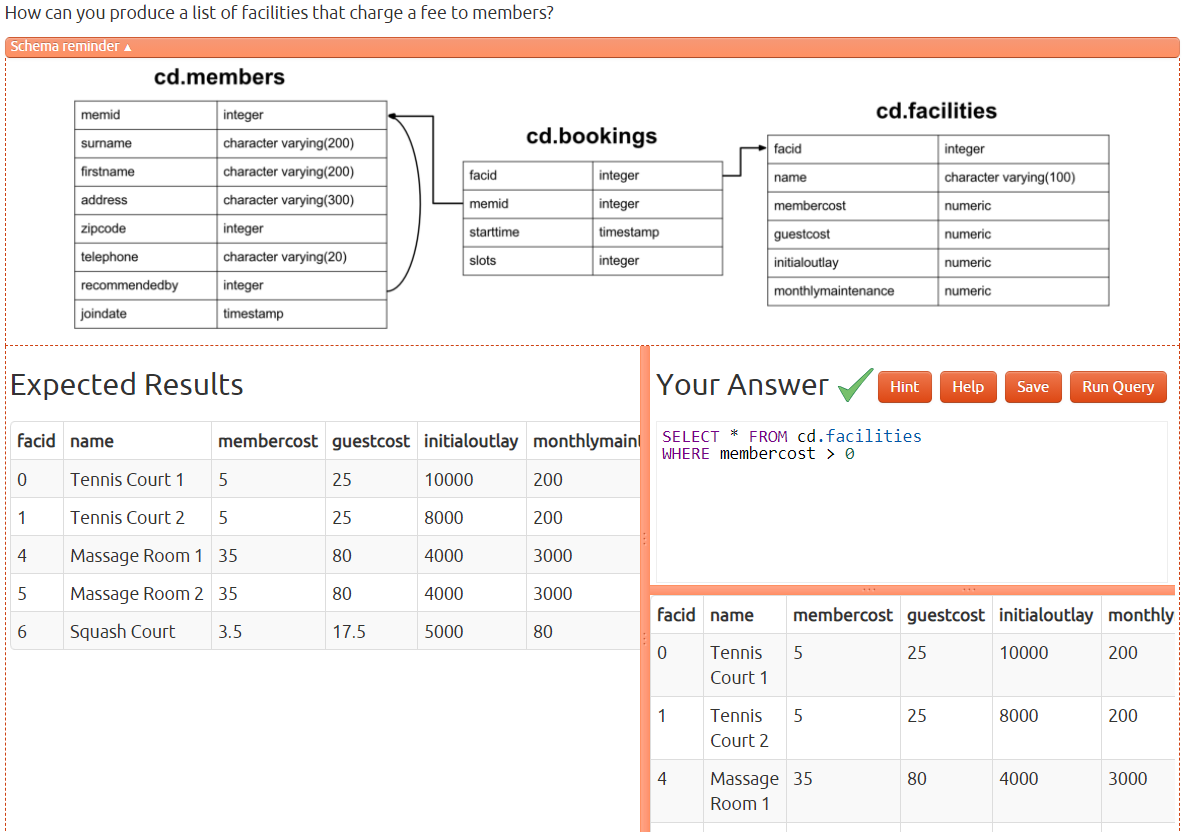 How can you produce a list of facilities that charge a fee to members?
Schema reminder ▲
cd.members
memid integer
surname character varying(200)
firstname character varying(200)
address character varying(300)
zipcode integer
telephone character varying(20)
recommendedby integer
joindate timestamp
cd.bookings
facid integer
memid integer
starttime timestamp
slots integer
cd.facilities
facid integer
name character varying(100)
membercost numeric
guestcost numeric
initialoutlay numeric
monthlymaintenance numeric
Expected Results
facid name membercost guestcost initialoutlay monthlymaint
0 Tennis Court 1 5 25 10000 200
1 Tennis Court 2 5 25 8000 200
4 Massage Room 1 35 80 4000 3000
5 Massage Room 2 35 80 4000 3000
6 Squash Court 3.5 17.5 5000 80
Your Answer Hint Help Save Run Query
SELECT * FROM cd.facilities
WHERE membercost > 0
facid name membercost guestcost initialoutlay monthly
0 Tennis 5 25 10000 200
Court 1
1 Tennis 5 25 8000 200
Court 2
4 Massage 35 80 4000 3000
Room 1